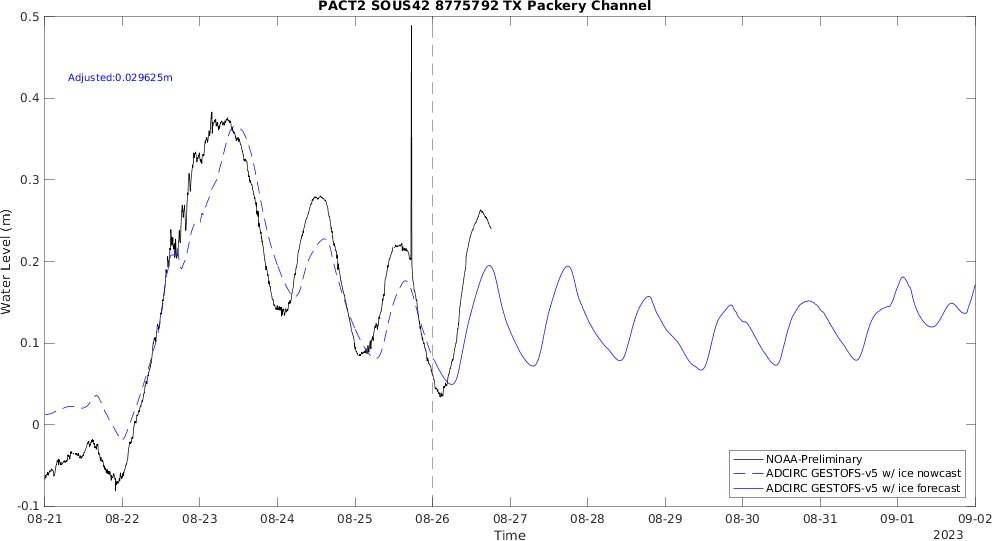 PACT2 SOUS42 8775792 TX Packery Channel
0.5
Adjusted:0.029625m
0.4
0.3
0.2
0.1
0
-0.1
Water Level (m)
NOAA-Preliminary
ADCIRC GESTOFS-v5 w/ ice nowcast
ADCIRC GESTOFS-v5 w/ ice forecast
08-21 08-22 08-23 08-24 08-25 08-26 08-27 08-28 08-29 08-30 08-31 09-01 09-02
Time
2023